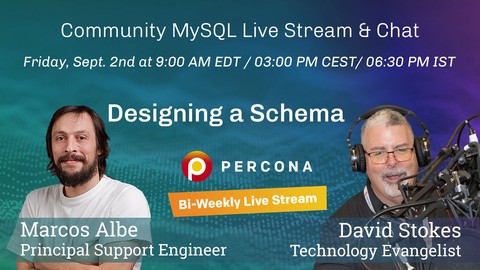 Community MySQL Live Stream & Chat
Friday, Sept. 2nd at 9:00 AM EDT / 03:00 PM CEST/ 06:30 PM IST
Designing a Schema
PERCONA
Bi-Weekly Live Stream
Marcos Albe
Principal Support Engineer
David Stokes
Technology Evangelist